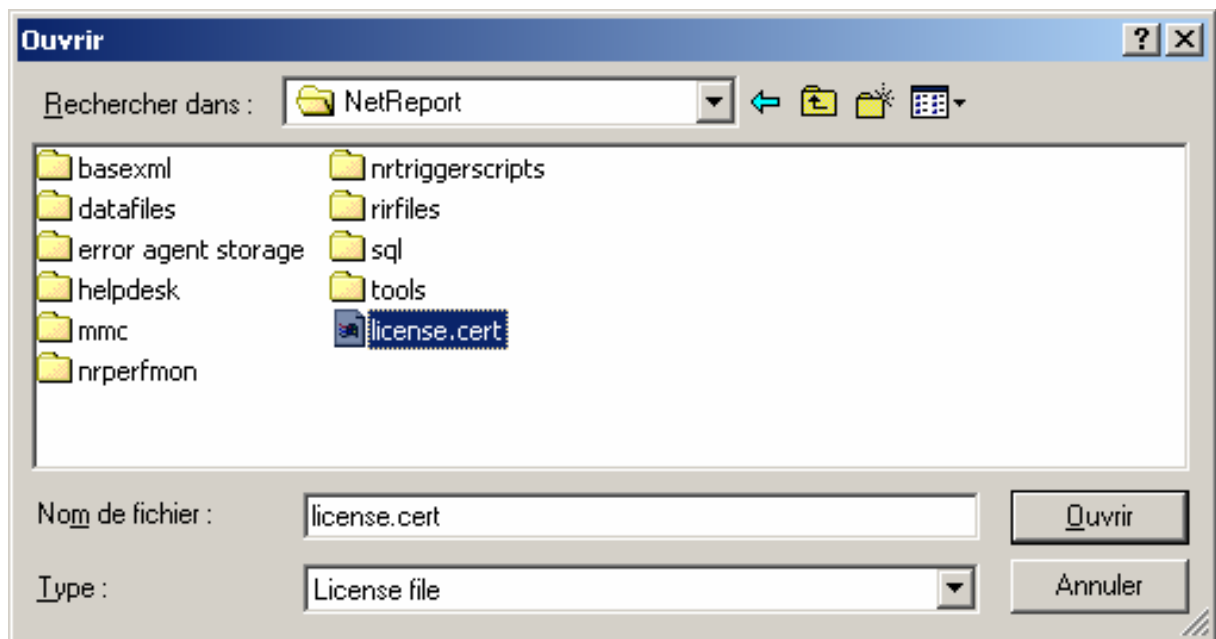 Ouvrir
Rechercher dans : NetReport
basexml nrtriggerscripts
datafiles rirfiles
error agent storage sql
helpdesk tools
mmc license.cert
nrperfmon
Nom de fichier : license.cert Ouvrir
Type : License file Annuler